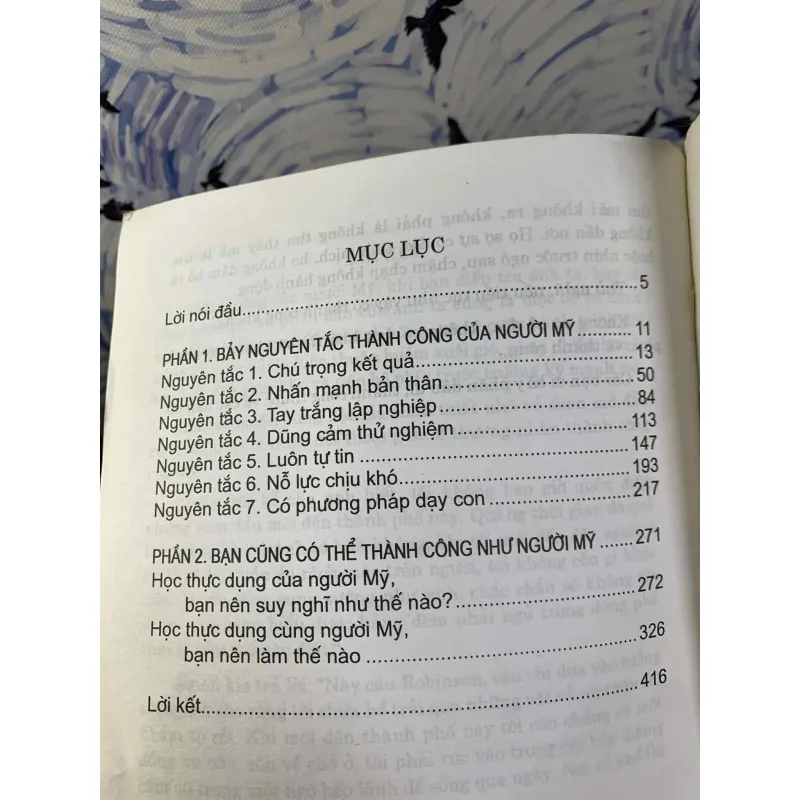 MỤC LỤC
Lời nói đầu........................................................................5
PHẦN 1. BẢY NGUYÊN TẮC THÀNH CÔNG CỦA NGƯỜI MỸ........... 11
Nguyên tắc 1. Chú trọng kết quả.......................................... 13
Nguyên tắc 2. Nhấn mạnh bản thân..................................... 50
Nguyên tắc 3. Tay trắng lập nghiệp...................................... 84
Nguyên tắc 4. Dũng cảm thử nghiệm.................................. 113
Nguyên tắc 5. Luôn tự tin.................................................. 147
Nguyên tắc 6. Nỗ lực chịu khó............................................ 193
Nguyên tắc 7. Có phương pháp dạy con............................. 217
PHẦN 2. BẠN CŨNG CÓ THỂ THÀNH CÔNG NHƯ NGƯỜI MỸ....... 271
Học thực dụng của người Mỹ,
bạn nên suy nghĩ như thế nào?..................................... 272
Học thực dụng cùng người Mỹ,
bạn nên làm thế nào................................................... 326
Lời kết............................................................................ 416